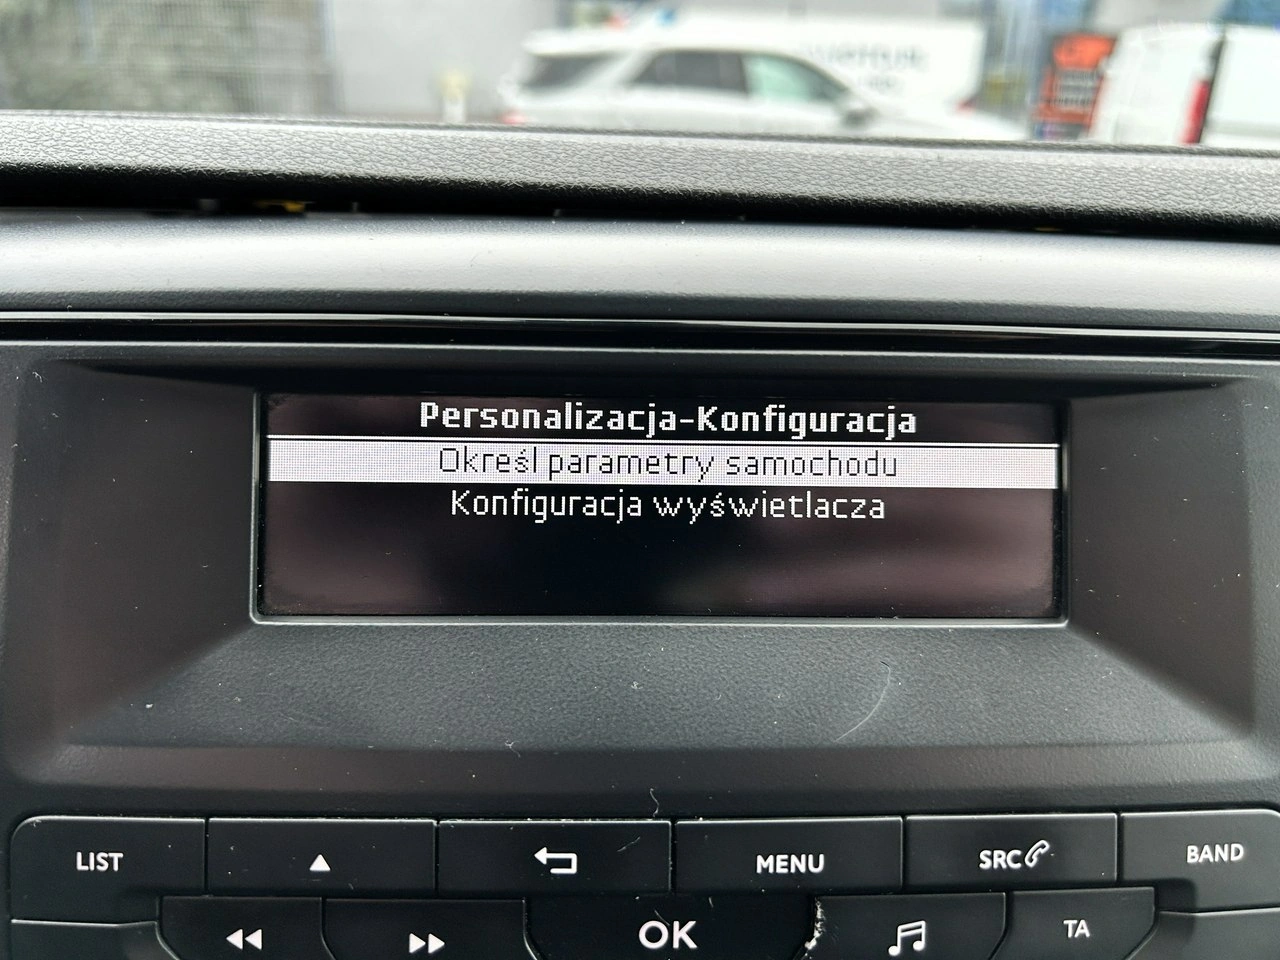 Personalizacja-Konfiguracja
Określ parametry samochodu
Konfiguracja wyświetlacza
LIST
MENU
SRC
BAND
OK
TA